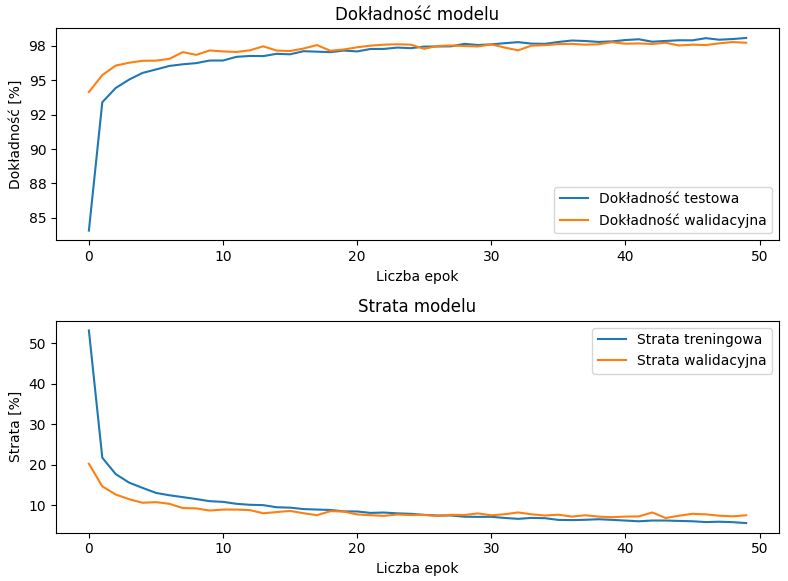 Dokładność modelu
Dokładność [%]
98
95
92
90
88
85
0
10
20
30
40
50
Liczba epok
Dokładność testowa
Dokładność walidacyjna
Strata modelu
Strata [%]
50
40
30
20
10
0
10
20
30
40
50
Liczba epok
Strata treningowa
Strata walidacyjna